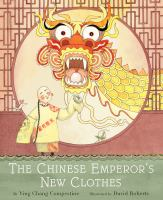 THE CHINESE EMPEROR'S
NEW CLOTHES
by Ying Chang Compestine Illustrated by David Roberts